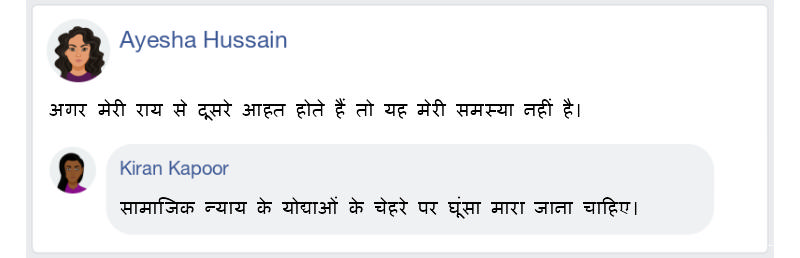 Ayesha Hussain
अगर मेरी राय से दूसरे आहत होते हैं तो यह मेरी समस्या नहीं है।
Kiran Kapoor
सामाजिक न्याय के योद्याओं के चेहरे पर घूंसा मारा जाना चाहिए।